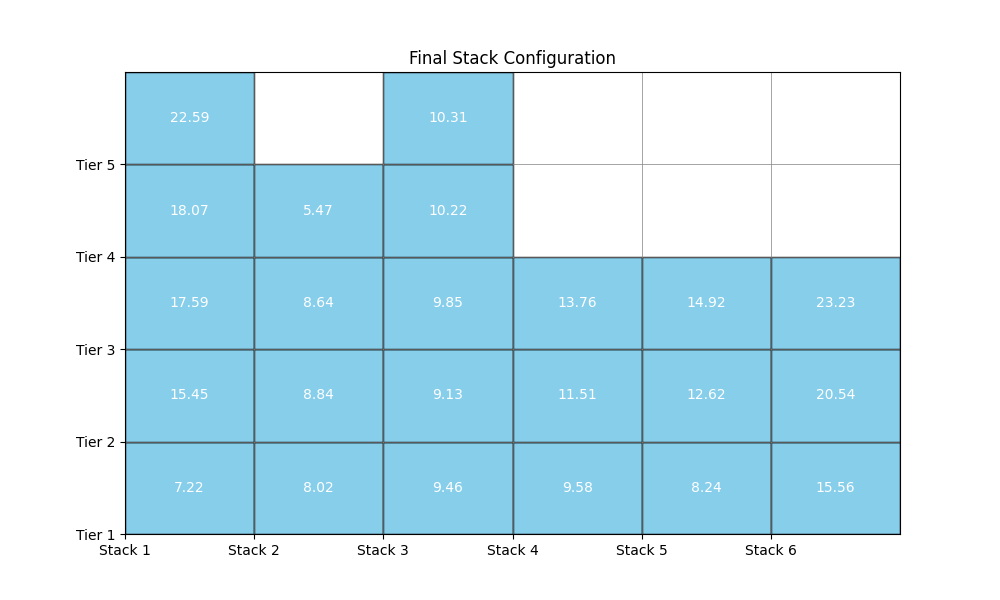 Final Stack Configuration
22.59 10.31
Tier 5
18.07 5.47 10.22
Tier 4
17.59 8.64 9.85 13.76 14.92 23.23
Tier 3
15.45 8.84 9.13 11.51 12.62 20.54
Tier 2
7.22 8.02 9.46 9.58 8.24 15.56
Tier 1
Stack 1 Stack 2 Stack 3 Stack 4 Stack 5 Stack 6